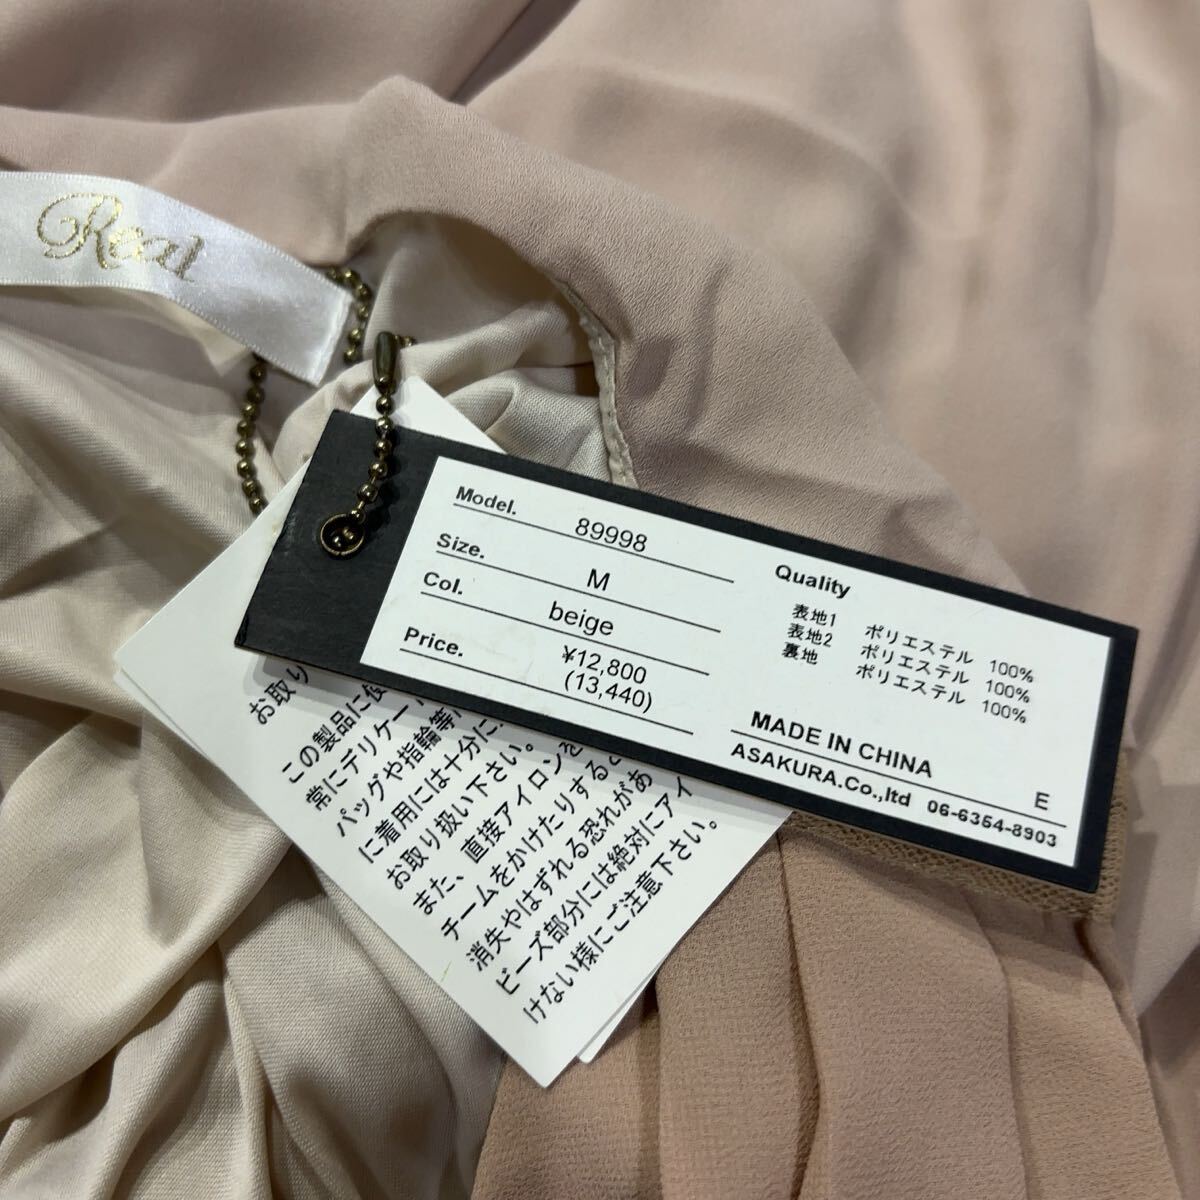 Real
Model. 89998
Size. M
Col. beige
Price. ¥12,800
(13,440)
Quality
表地1 ポリエステル 100%
表地2 ポリエステル 100%
裏地 ポリエステル 100%
MADE IN CHINA E
ASAKURA.Co.,ltd 06-6354-8903
お取り
この製品に使
常にデリケート
バッグや指輪等
に着用には十分に
お取り扱い下さい。
また、直接アイロンを
チームをかけたりすると
消失やはずれる恐れがあ
ビーズ部分には絶対にアイ
けない様にご注意下さい。